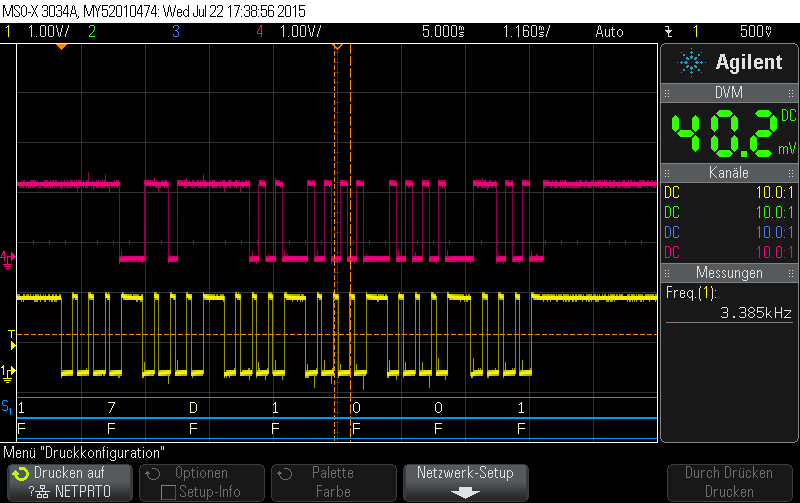 MSO-X 3034A, MY52010474: Wed Jul 22 17:38:56 2015
1 1.00V/ 2 3 4 1.00V/ 5.000s 1.160s/ Auto 1 500V
Agilent
DVM
40.2 DC mV
Kanäle
DC 10.0:1
DC 10.0:1
DC 10.0:1
DC 10.0:1
Messungen
Freq.(1):
3.385kHz
4
T
1
S1 1 7 D 1 0 0 1
F F F F F F F
Menü "Druckkonfiguration"
Drucken auf
?NETPRTO
Optionen
Setup-Info
Palette
Farbe
Netzwerk-Setup
Durch Drücken
Drucken